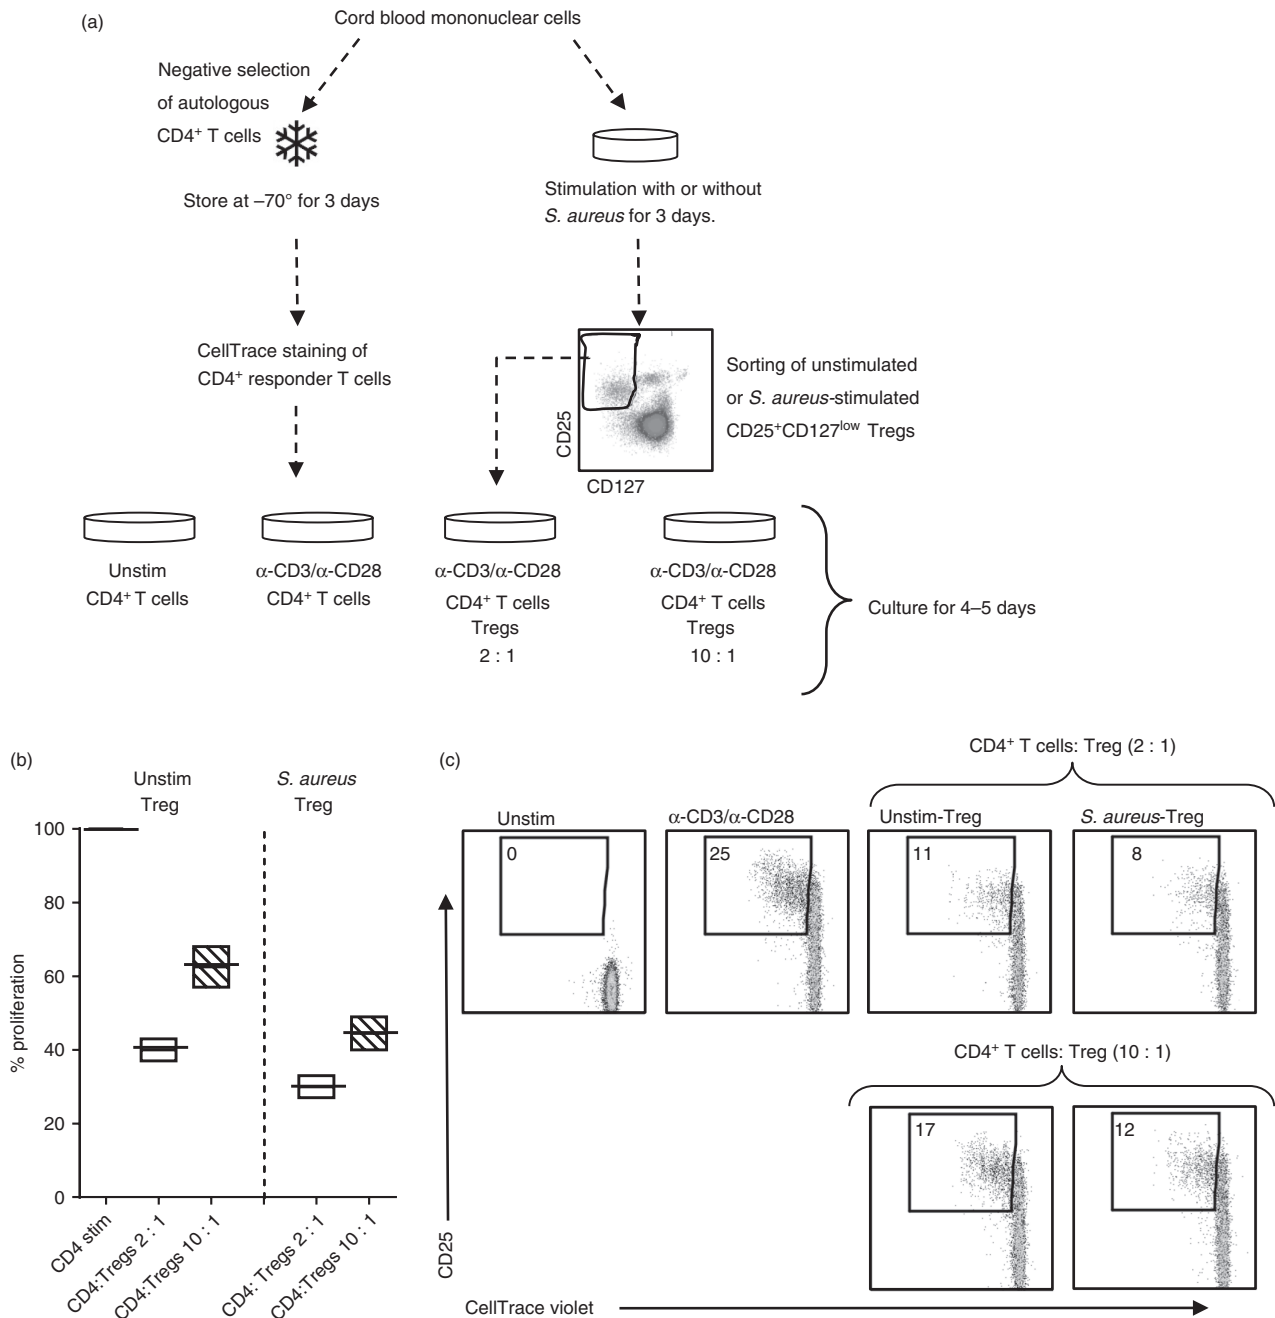 (a)
Cord blood mononuclear cells
Negative selection
of autologous
CD4⁺ T cells
Store at –70° for 3 days
Stimulation with or without
S. aureus for 3 days.
CellTrace staining of
CD4⁺ responder T cells
CD25
CD127
Sorting of unstimulated
or S. aureus-stimulated
CD25⁺CD127ˡᵒʷ Tregs
Unstim
CD4⁺ T cells
α-CD3/α-CD28
CD4⁺ T cells
α-CD3/α-CD28
CD4⁺ T cells
Tregs
2 : 1
α-CD3/α-CD28
CD4⁺ T cells
Tregs
10 : 1
Culture for 4–5 days
(b)
Unstim
Treg
S. aureus
Treg
% proliferation
100
80
60
40
20
0
CD4 stim
CD4:Tregs 2 : 1
CD4:Tregs 10 : 1
CD4: Tregs 2 : 1
CD4:Tregs 10 : 1
(c)
CD4⁺ T cells: Treg (2 : 1)
Unstim
α-CD3/α-CD28
Unstim-Treg
S. aureus-Treg
0
25
11
8
CD4⁺ T cells: Treg (10 : 1)
17
12
CD25
CellTrace violet